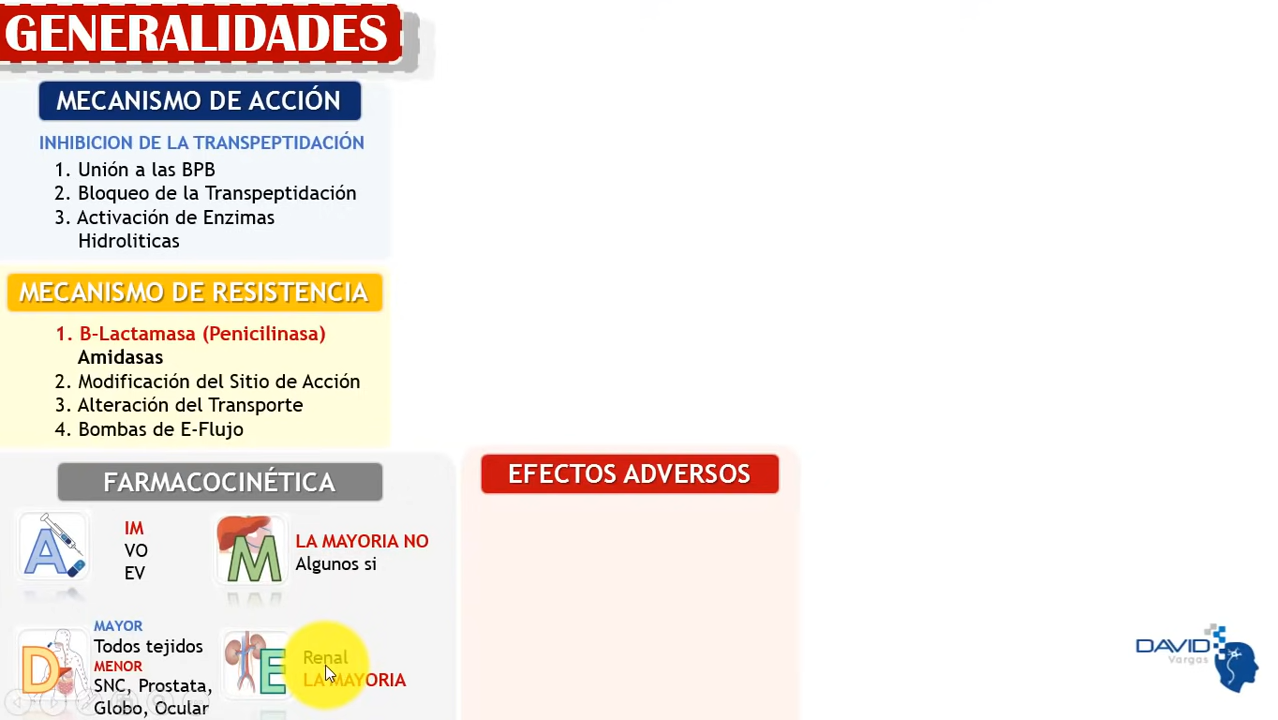 GENERALIDADES
MECANISMO DE ACCIÓN
INHIBICION DE LA TRANSPEPTIDACIÓN
1. Unión a las BPB
2. Bloqueo de la Transpeptidación
3. Activación de Enzimas
Hidroliticas
MECANISMO DE RESISTENCIA
1. B-Lactamasa (Penicilinasa)
Amidasas
2. Modificación del Sitio de Acción
3. Alteración del Transporte
4. Bombas de E-Flujo
FARMACOCINÉTICA
A
IM
VO
EV
M
LA MAYORIA NO
Algunos si
D
MAYOR
Todos tejidos
MENOR
SNC, Prostata,
Globo, Ocular
E
Renal
LA MAYORIA
EFECTOS ADVERSOS
DAVID
Vargas